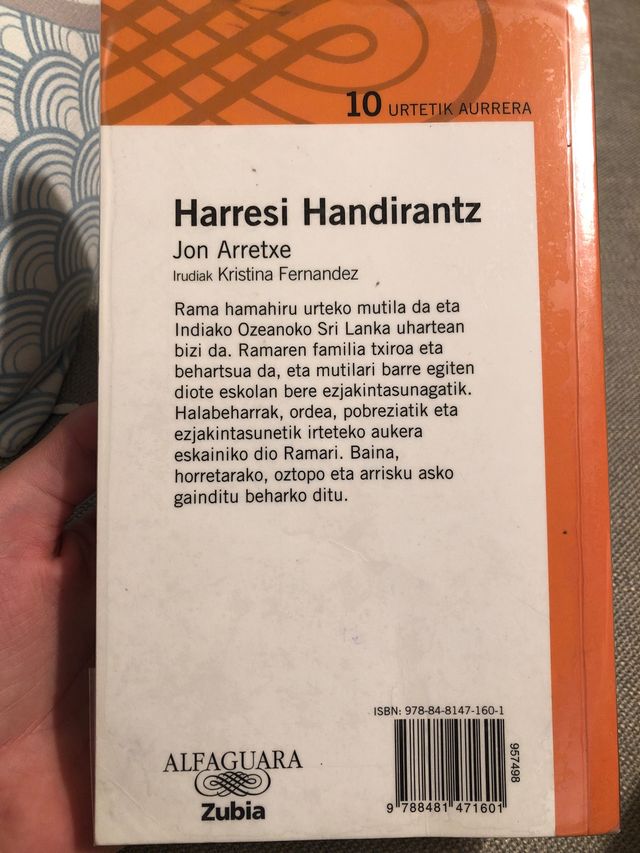 10 URTETIK AURRERA
Harresi Handirantz
Jon Arretxe
Irudiak Kristina Fernandez
Rama hamahiru urteko mutila da eta
Indiako Ozeanoko Sri Lanka uhartean
bizi da. Ramaren familia txiroa eta
behartsua da, eta mutilari barre egiten
diote eskolan bere ezjakintasunagatik.
Halabeharrak, ordea, pobreziatik eta
ezjakintasunetik irteteko aukera
eskainiko dio Ramari. Baina,
horretarako, oztopo eta arrisku asko
gainditu beharko ditu.
ISBN: 978-84-8147-160-1
957498
9 788481 471601
ALFAGUARA
Zubia